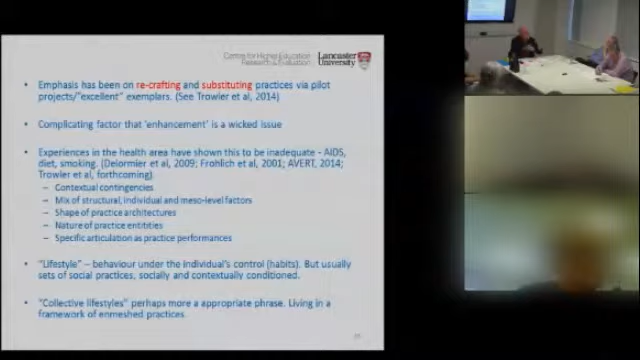 Centre for Higher Education
Research & Evaluation
Lancaster
University
• Emphasis has been on re-crafting and substituting practices via pilot
projects/"excellent" exemplars. (See Trowler et al, 2014)
• Complicating factor that 'enhancement' is a wicked issue
• Experiences in the health area have shown this to be inadequate - AIDS,
diet, smoking. (Delormier et al, 2009; Frohlich et al, 2001; AVERT, 2014;
Trowler et al, forthcoming).
– Contextual contingencies
– Mix of structural, individual and meso-level factors
– Shape of practice architectures
– Nature of practice entitities
– Specific articulation as practice performances
• "Lifestyle" – behaviour under the individual's control (habits). But usually
sets of social practices, socially and contextually conditioned.
• "Collective lifestyles" perhaps more a appropriate phrase. Living in a
framework of enmeshed practices.